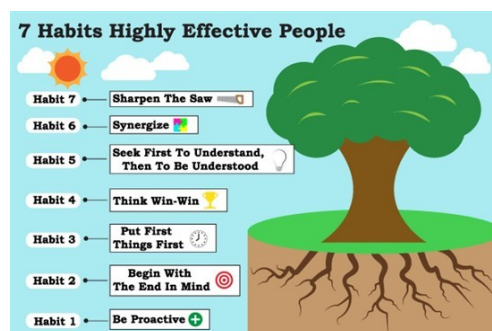 7 Habits Highly Effective People
Habit 7 Sharpen The Saw
Habit 6 Synergize
Habit 5 Seek First To Understand,
Then To Be Understood
Habit 4 Think Win-Win
Habit 3 Put First
Things First
Habit 2 Begin With
The End In Mind
Habit 1 Be Proactive